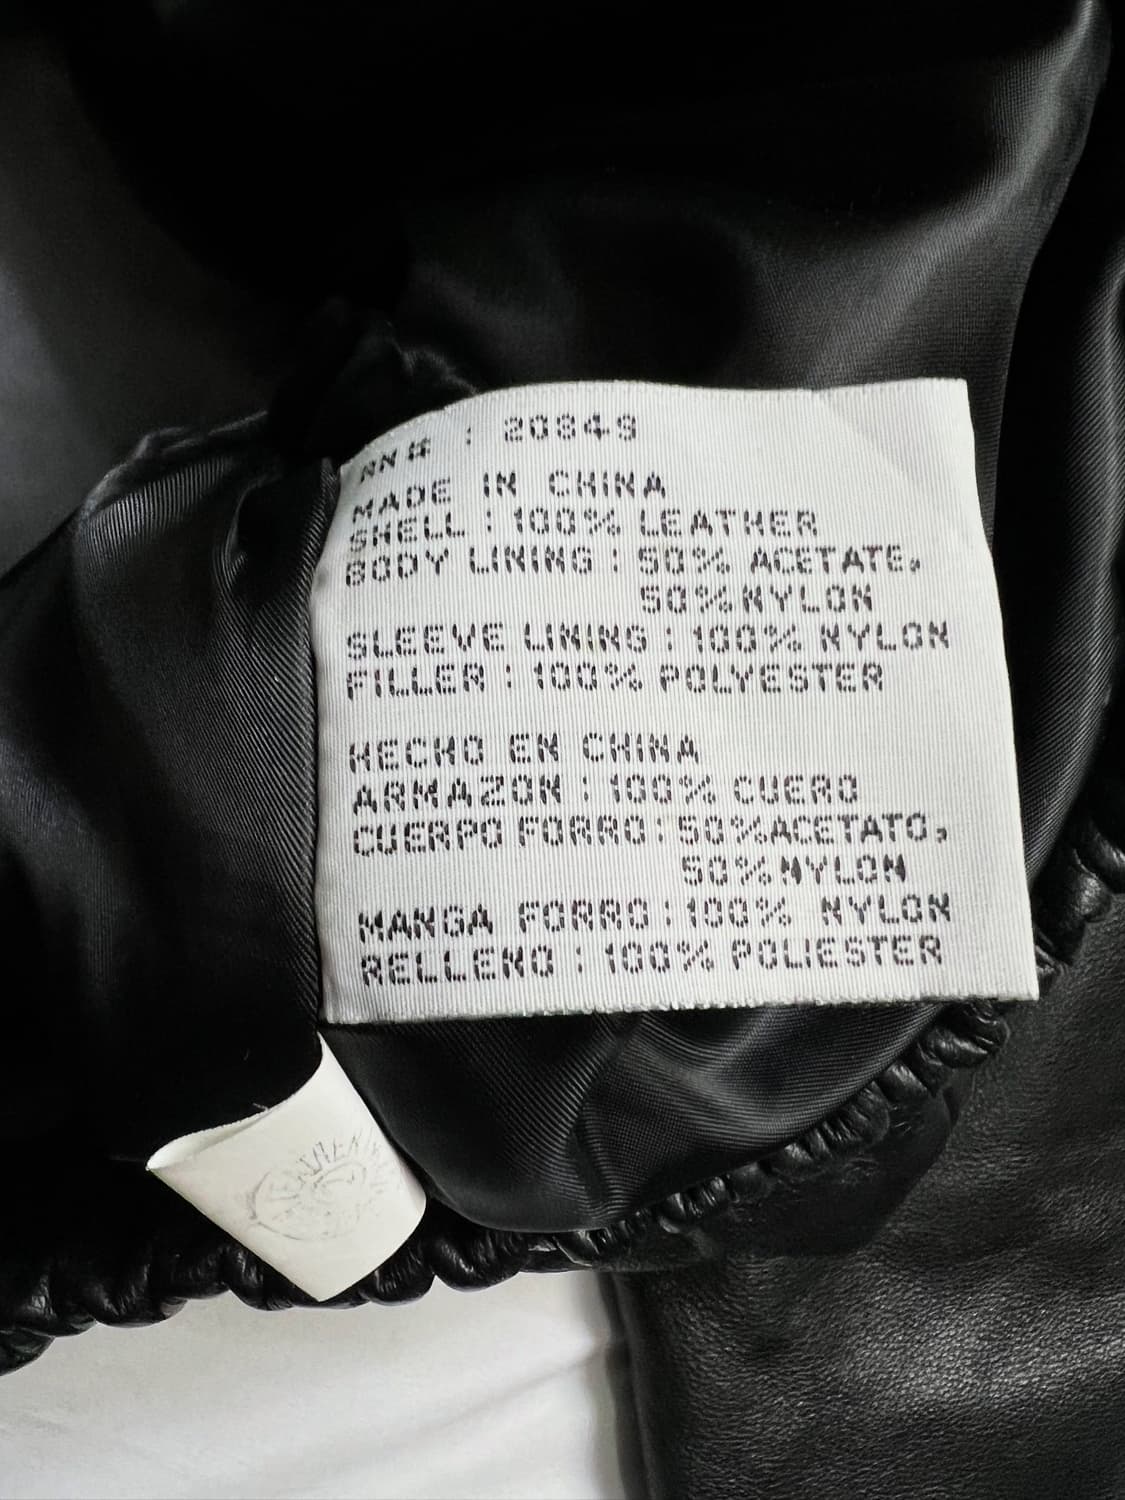 RN# : 20849
MADE IN CHINA
SHELL : 100% LEATHER
BODY LINING : 50% ACETATE,
50% NYLON
SLEEVE LINING : 100% NYLON
FILLER : 100% POLYESTER
HECHO EN CHINA
ARMAZON : 100% CUERO
CUERPO FORRO : 50% ACETATO,
50% NYLON
MANGA FORRO : 100% NYLON
RELLENO : 100% POLIESTER